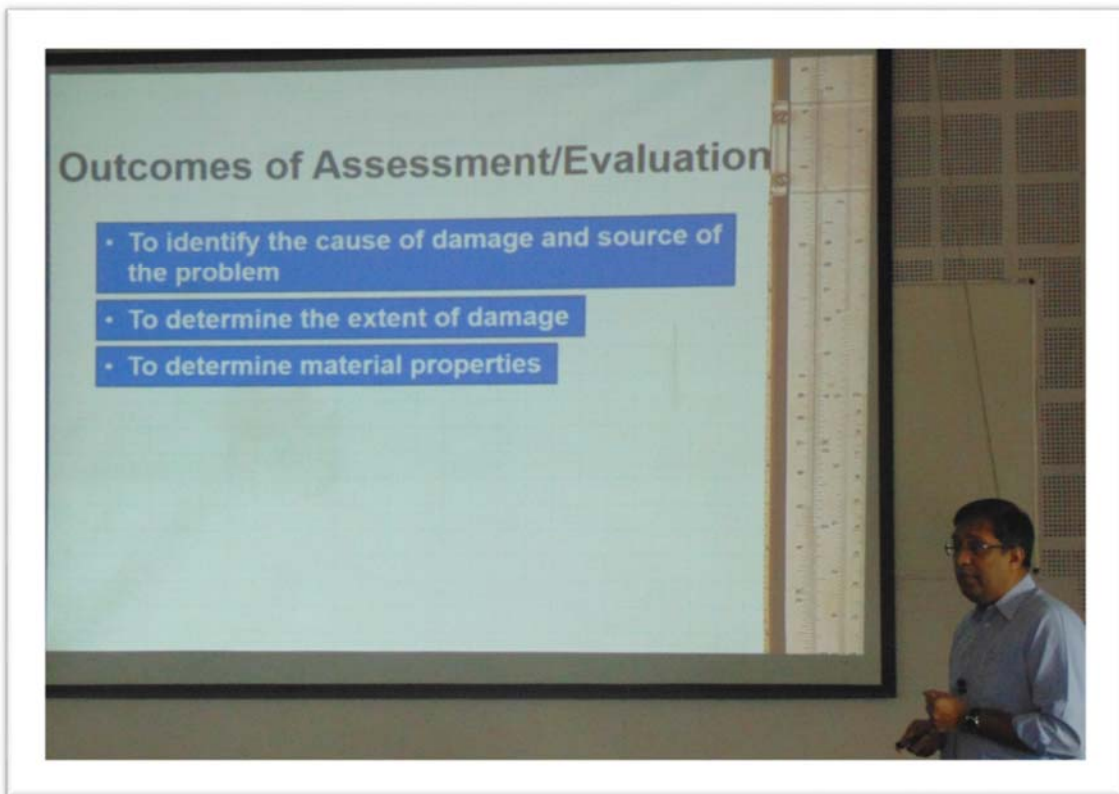 Outcomes of Assessment/Evaluation
• To identify the cause of damage and source of
the problem
• To determine the extent of damage
• To determine material properties